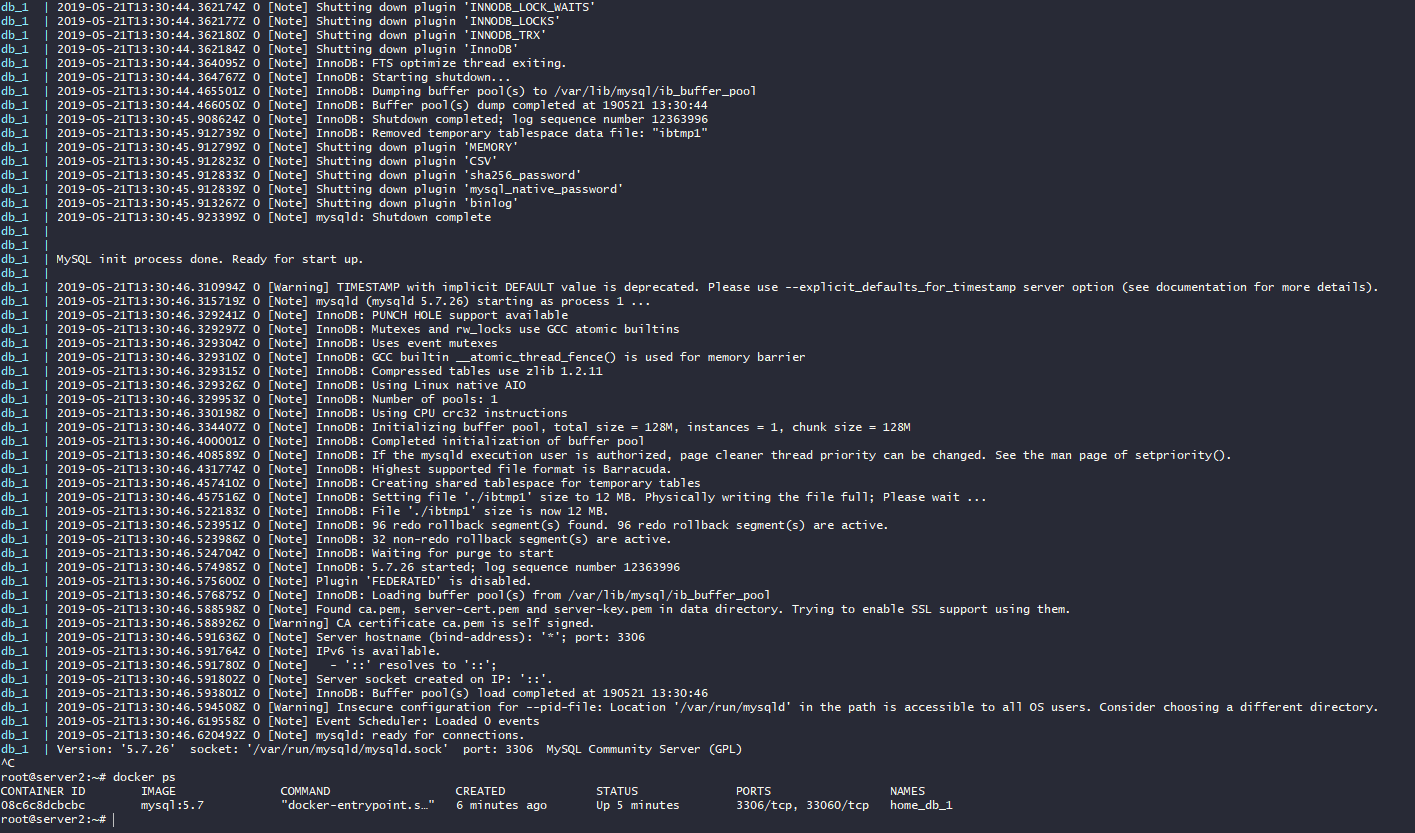 db_1  | 2019-05-21T13:30:44.362174Z 0 [Note] Shutting down plugin 'INNODB_LOCK_WAITS'
db_1  | 2019-05-21T13:30:44.362177Z 0 [Note] Shutting down plugin 'INNODB_LOCKS'
db_1  | 2019-05-21T13:30:44.362180Z 0 [Note] Shutting down plugin 'INNODB_TRX'
db_1  | 2019-05-21T13:30:44.362184Z 0 [Note] Shutting down plugin 'InnoDB'
db_1  | 2019-05-21T13:30:44.364095Z 0 [Note] InnoDB: FTS optimize thread exiting.
db_1  | 2019-05-21T13:30:44.364767Z 0 [Note] InnoDB: Starting shutdown...
db_1  | 2019-05-21T13:30:44.465501Z 0 [Note] InnoDB: Dumping buffer pool(s) to /var/lib/mysql/ib_buffer_pool
db_1  | 2019-05-21T13:30:44.466050Z 0 [Note] InnoDB: Buffer pool(s) dump completed at 190521 13:30:44
db_1  | 2019-05-21T13:30:45.908624Z 0 [Note] InnoDB: Shutdown completed; log sequence number 12363996
db_1  | 2019-05-21T13:30:45.912739Z 0 [Note] InnoDB: Removed temporary tablespace data file: "ibtmp1"
db_1  | 2019-05-21T13:30:45.912799Z 0 [Note] Shutting down plugin 'MEMORY'
db_1  | 2019-05-21T13:30:45.912823Z 0 [Note] Shutting down plugin 'CSV'
db_1  | 2019-05-21T13:30:45.912833Z 0 [Note] Shutting down plugin 'sha256_password'
db_1  | 2019-05-21T13:30:45.912839Z 0 [Note] Shutting down plugin 'mysql_native_password'
db_1  | 2019-05-21T13:30:45.913267Z 0 [Note] Shutting down plugin 'binlog'
db_1  | 2019-05-21T13:30:45.923399Z 0 [Note] mysqld: Shutdown complete
db_1  |
db_1  |
db_1  | MySQL init process done. Ready for start up.
db_1  |
db_1  | 2019-05-21T13:30:46.310994Z 0 [Warning] TIMESTAMP with implicit DEFAULT value is deprecated. Please use --explicit_defaults_for_timestamp server option (see documentation for more details).
db_1  | 2019-05-21T13:30:46.315719Z 0 [Note] mysqld (mysqld 5.7.26) starting as process 1 ...
db_1  | 2019-05-21T13:30:46.329241Z 0 [Note] InnoDB: PUNCH HOLE support available
db_1  | 2019-05-21T13:30:46.329297Z 0 [Note] InnoDB: Mutexes and rw_locks use GCC atomic builtins
db_1  | 2019-05-21T13:30:46.329304Z 0 [Note] InnoDB: Uses event mutexes
db_1  | 2019-05-21T13:30:46.329310Z 0 [Note] InnoDB: GCC builtin __atomic_thread_fence() is used for memory barrier
db_1  | 2019-05-21T13:30:46.329315Z 0 [Note] InnoDB: Compressed tables use zlib 1.2.11
db_1  | 2019-05-21T13:30:46.329326Z 0 [Note] InnoDB: Using Linux native AIO
db_1  | 2019-05-21T13:30:46.329953Z 0 [Note] InnoDB: Number of pools: 1
db_1  | 2019-05-21T13:30:46.330198Z 0 [Note] InnoDB: Using CPU crc32 instructions
db_1  | 2019-05-21T13:30:46.334407Z 0 [Note] InnoDB: Initializing buffer pool, total size = 128M, instances = 1, chunk size = 128M
db_1  | 2019-05-21T13:30:46.400001Z 0 [Note] InnoDB: Completed initialization of buffer pool
db_1  | 2019-05-21T13:30:46.408589Z 0 [Note] InnoDB: If the mysqld execution user is authorized, page cleaner thread priority can be changed. See the man page of setpriority().
db_1  | 2019-05-21T13:30:46.431774Z 0 [Note] InnoDB: Highest supported file format is Barracuda.
db_1  | 2019-05-21T13:30:46.457410Z 0 [Note] InnoDB: Creating shared tablespace for temporary tables
db_1  | 2019-05-21T13:30:46.457516Z 0 [Note] InnoDB: Setting file './ibtmp1' size to 12 MB. Physically writing the file full; Please wait ...
db_1  | 2019-05-21T13:30:46.522183Z 0 [Note] InnoDB: File './ibtmp1' size is now 12 MB.
db_1  | 2019-05-21T13:30:46.523951Z 0 [Note] InnoDB: 96 redo rollback segment(s) found. 96 redo rollback segment(s) are active.
db_1  | 2019-05-21T13:30:46.523986Z 0 [Note] InnoDB: 32 non-redo rollback segment(s) are active.
db_1  | 2019-05-21T13:30:46.524704Z 0 [Note] InnoDB: Waiting for purge to start
db_1  | 2019-05-21T13:30:46.574985Z 0 [Note] InnoDB: 5.7.26 started; log sequence number 12363996
db_1  | 2019-05-21T13:30:46.575600Z 0 [Note] Plugin 'FEDERATED' is disabled.
db_1  | 2019-05-21T13:30:46.576875Z 0 [Note] InnoDB: Loading buffer pool(s) from /var/lib/mysql/ib_buffer_pool
db_1  | 2019-05-21T13:30:46.588598Z 0 [Note] Found ca.pem, server-cert.pem and server-key.pem in data directory. Trying to enable SSL support using them.
db_1  | 2019-05-21T13:30:46.588926Z 0 [Warning] CA certificate ca.pem is self signed.
db_1  | 2019-05-21T13:30:46.591636Z 0 [Note] Server hostname (bind-address): '*'; port: 3306
db_1  | 2019-05-21T13:30:46.591764Z 0 [Note] IPv6 is available.
db_1  | 2019-05-21T13:30:46.591780Z 0 [Note]   - '::' resolves to '::';
db_1  | 2019-05-21T13:30:46.591802Z 0 [Note] Server socket created on IP: '::'.
db_1  | 2019-05-21T13:30:46.593801Z 0 [Note] InnoDB: Buffer pool(s) load completed at 190521 13:30:46
db_1  | 2019-05-21T13:30:46.594508Z 0 [Warning] Insecure configuration for --pid-file: Location '/var/run/mysqld' in the path is accessible to all OS users. Consider choosing a different directory.
db_1  | 2019-05-21T13:30:46.619558Z 0 [Note] Event Scheduler: Loaded 0 events
db_1  | 2019-05-21T13:30:46.620492Z 0 [Note] mysqld: ready for connections.
db_1  | Version: '5.7.26'  socket: '/var/run/mysqld/mysqld.sock'  port: 3306  MySQL Community Server (GPL)
^C
root@server2:~# docker ps
CONTAINER ID        IMAGE               COMMAND                  CREATED             STATUS              PORTS                 NAMES
08c6c8dcbcbc        mysql:5.7           "docker-entrypoint.s…"   6 minutes ago       Up 5 minutes        3306/tcp, 33060/tcp   home_db_1
root@server2:~#